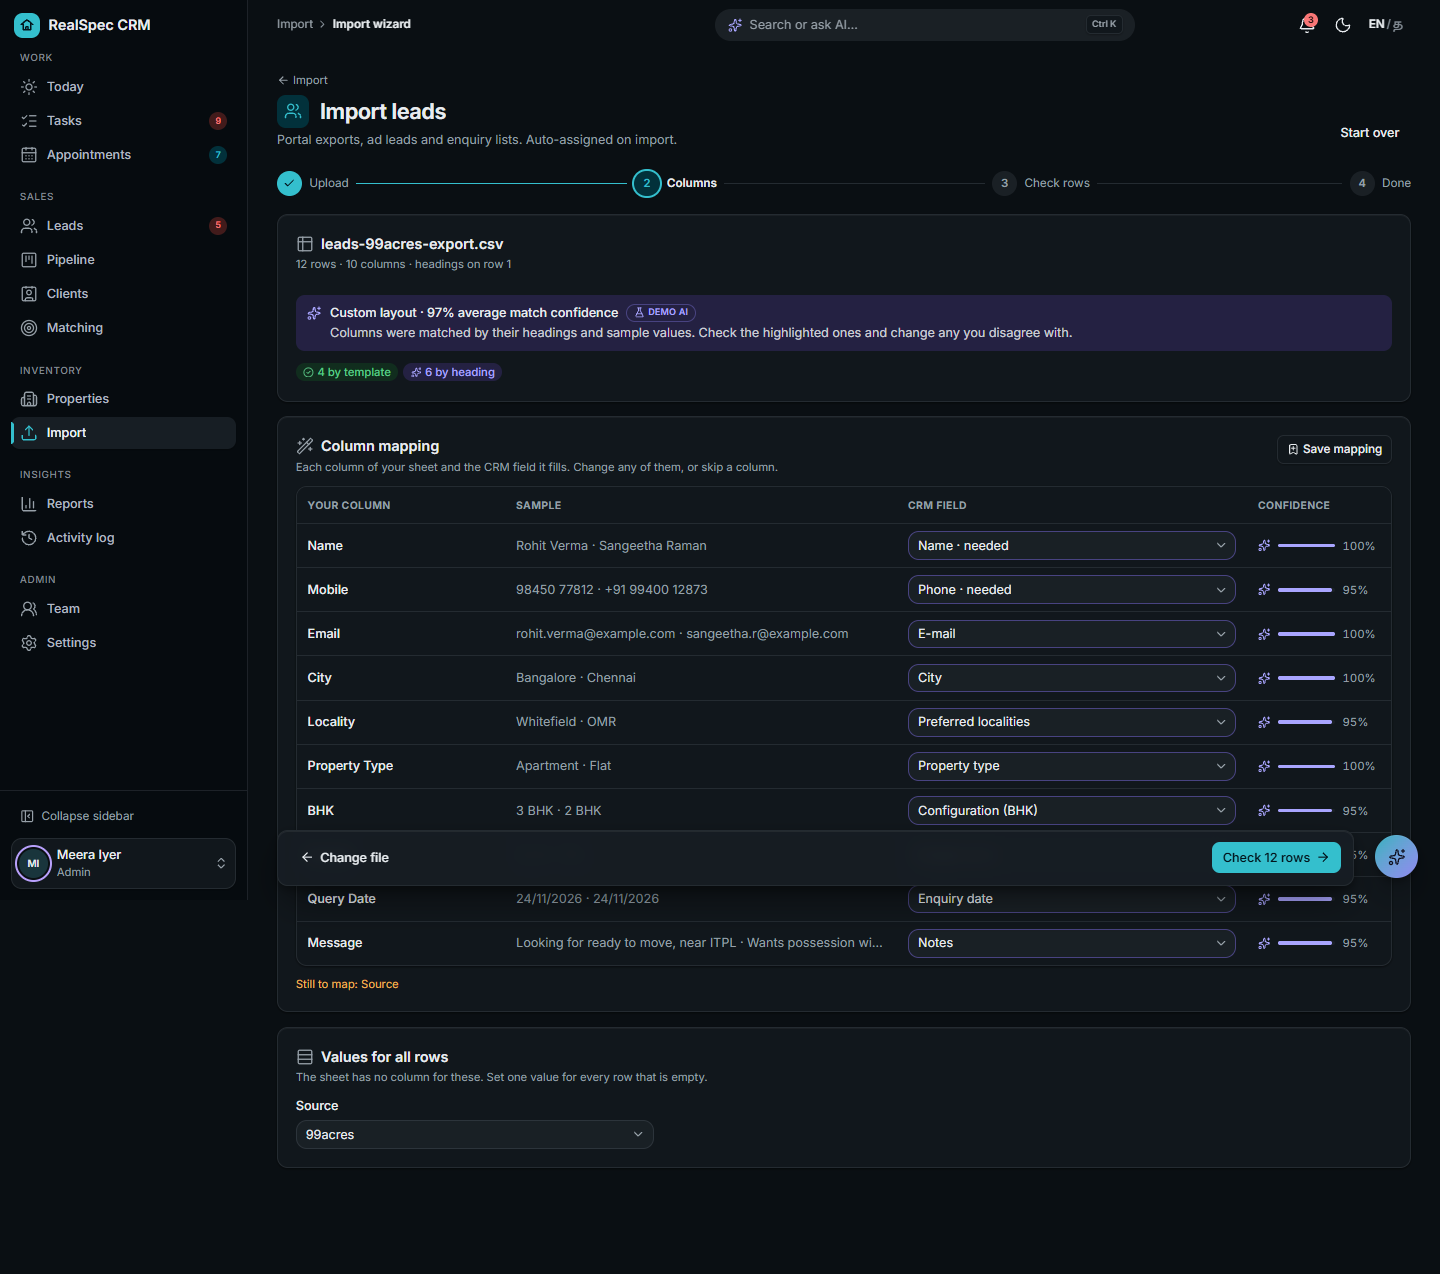 RealSpec CRM
WORK
Today
Tasks 9
Appointments 7
SALES
Leads 5
Pipeline
Clients
Matching
INVENTORY
Properties
Import
INSIGHTS
Reports
Activity log
ADMIN
Team
Settings
Collapse sidebar
MI
Meera Iyer
Admin
Import > Import wizard
Search or ask AI... Ctrl K
3
EN / த
← Import
Import leads
Portal exports, ad leads and enquiry lists. Auto-assigned on import.
Start over
Upload
2 Columns
3 Check rows
4 Done
leads-99acres-export.csv
12 rows · 10 columns · headings on row 1
Custom layout · 97% average match confidence DEMO AI
Columns were matched by their headings and sample values. Check the highlighted ones and change any you disagree with.
4 by template 6 by heading
Column mapping
Each column of your sheet and the CRM field it fills. Change any of them, or skip a column.
Save mapping
YOUR COLUMN SAMPLE CRM FIELD CONFIDENCE
Name Rohit Verma · Sangeetha Raman Name · needed 100%
Mobile 98450 77812 · +91 99400 12873 Phone · needed 95%
Email rohit.verma@example.com · sangeetha.r@example.com E-mail 100%
City Bangalore · Chennai City 100%
Locality Whitefield · OMR Preferred localities 95%
Property Type Apartment · Flat Property type 100%
BHK 3 BHK · 2 BHK Configuration (BHK) 95%
← Change file
Check 12 rows →
5%
Query Date 24/11/2026 · 24/11/2026 Enquiry date 95%
Message Looking for ready to move, near ITPL · Wants possession wi... Notes 95%
Still to map: Source
Values for all rows
The sheet has no column for these. Set one value for every row that is empty.
Source
99acres